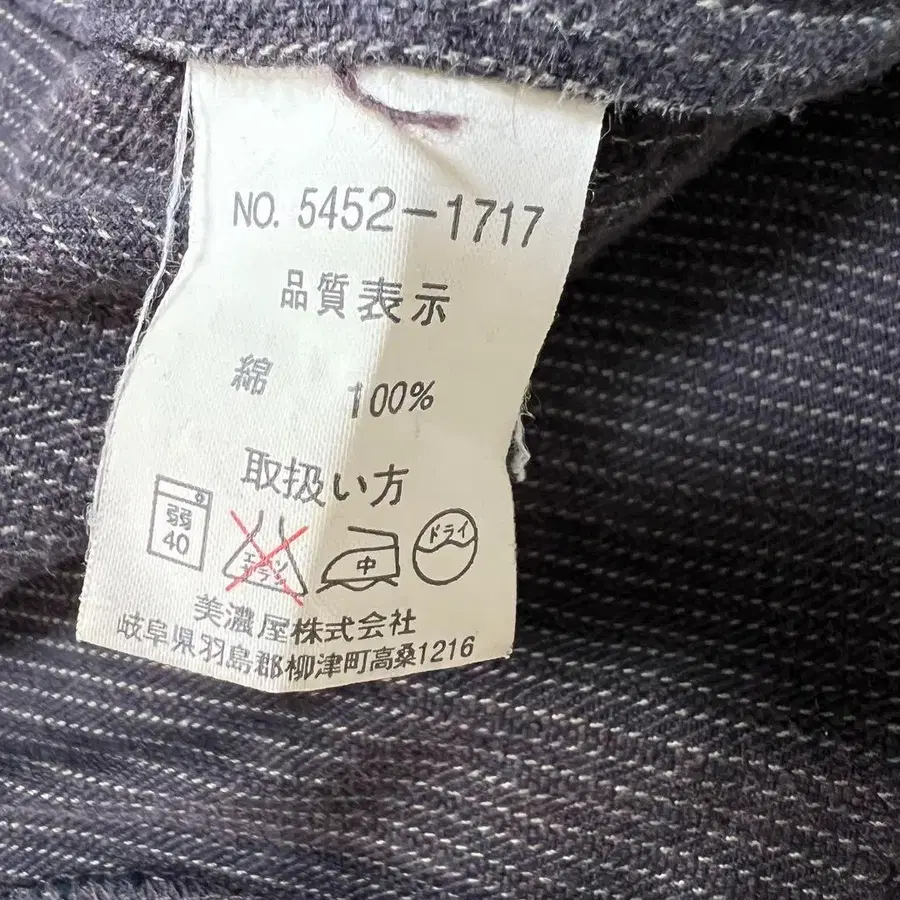 NO. 5452-1717
品質表示
綿 100%
取扱い方
弱 40
エンソ サラシ
中
ドライ
美濃屋株式会社
岐阜県羽島郡柳津町高桑1216